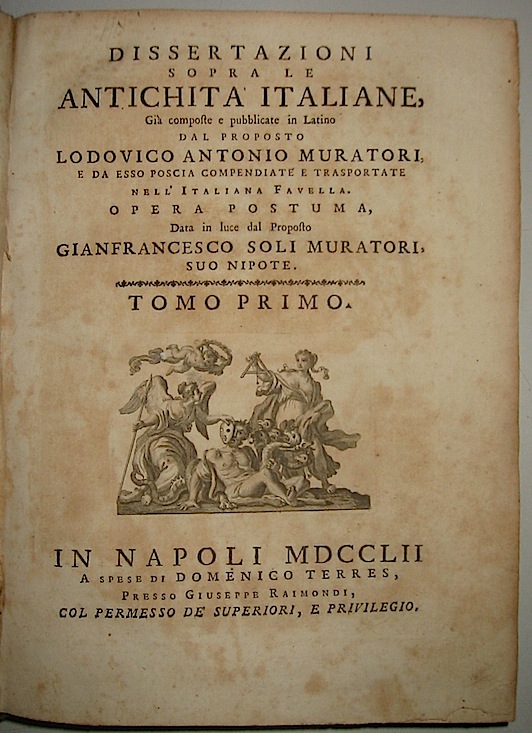 DISSERTAZIONI
SOPRA LE
ANTICHITA' ITALIANE,
Già compoſte e pubblicate in Latino
DAL PROPOSTO
LODOVICO ANTONIO MURATORI,
E DA ESSO POSCIA COMPENDIATE E TRASPORTATE
NELL' ITALIANA FAVELLA.
OPERA POSTUMA,
Data in luce dal Propoſto
GIANFRANCESCO SOLI MURATORI,
SUO NIPOTE.
TOMO PRIMO.
IN NAPOLI MDCCLII
A SPESE DI DOMENICO TERRES,
PRESSO GIUSEPPE RAIMONDI,
COL PERMESSO DE' SUPERIORI, E PRIVILEGIO.